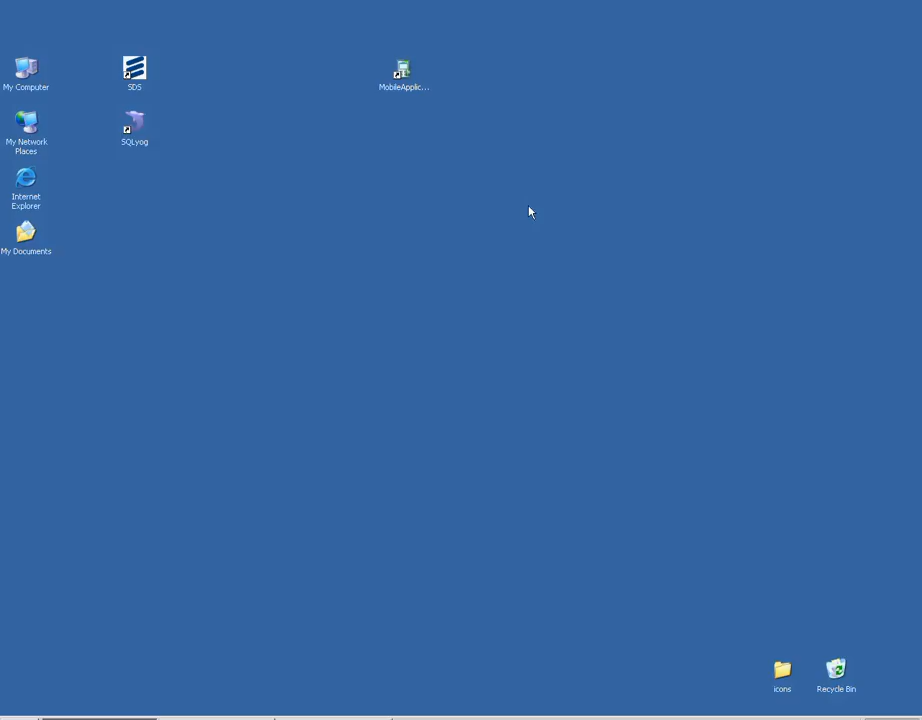 My Computer
SDS
MobileApplic...
My Network
Places
SQLyog
Internet
Explorer
My Documents
icons
Recycle Bin